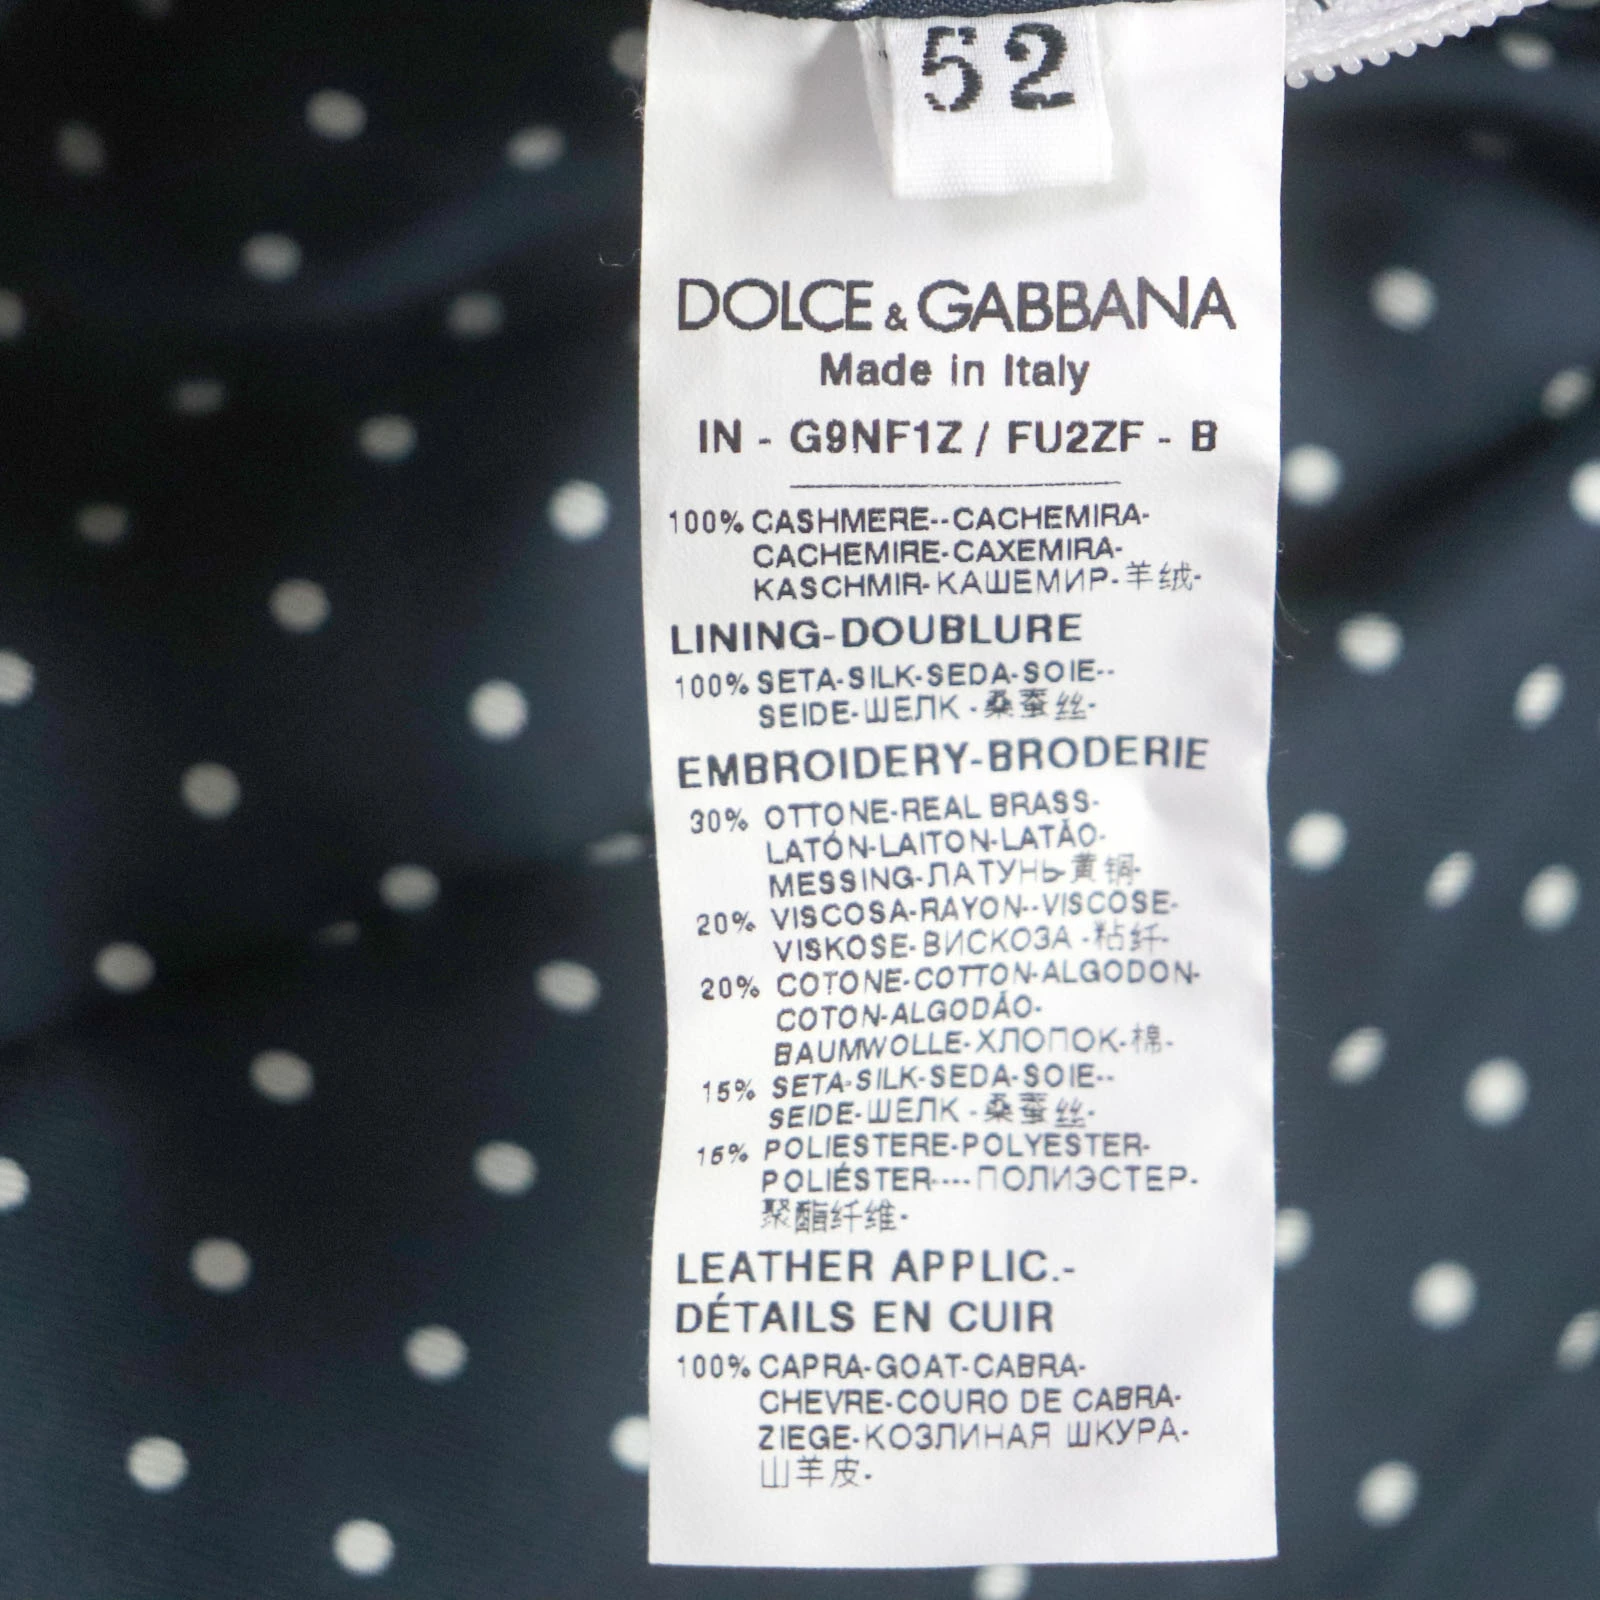 52
DOLCE & GABBANA
Made in Italy
IN - G9NF1Z / FU2ZF - B
100% CASHMERE--CACHEMIRA-
CACHEMIRE-CAXEMIRA-
KASCHMIR-КАШЕМИР-羊绒-
LINING-DOUBLURE
100% SETA-SILK-SEDA-SOIE--
SEIDE-ШЕЛК -桑蚕丝-
EMBROIDERY-BRODERIE
30% OTTONE-REAL BRASS-
LATÓN-LAITON-LATÃO-
MESSING-ЛАТУНЬ-黄铜-
20% VISCOSA-RAYON--VISCOSE-
VISKOSE-ВИСКОЗА -粘纤-
20% COTONE-COTTON-ALGODON-
COTON-ALGODÃO-
BAUMWOLLE-ХЛОПОК-棉-
15% SETA-SILK-SEDA-SOIE--
SEIDE-ШЕЛК -桑蚕丝-
15% POLIESTERE-POLYESTER-
POLIÉSTER----ПОЛИЭСТЕР-
聚酯纤维-
LEATHER APPLIC.-
DÉTAILS EN CUIR
100% CAPRA-GOAT-CABRA-
CHEVRE-COURO DE CABRA-
ZIEGE-КОЗЛИНАЯ ШКУРА-
山羊皮-